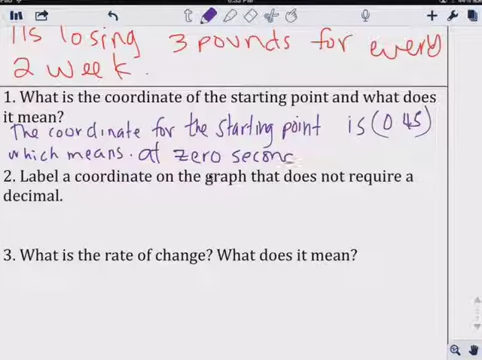 is losing 3 pounds for every
2 week.
1. What is the coordinate of the starting point and what does
it mean?
The coordinate for the starting point is (0 45)
which means. at zero secon
2. Label a coordinate on the graph that does not require a
decimal.
3. What is the rate of change? What does it mean?